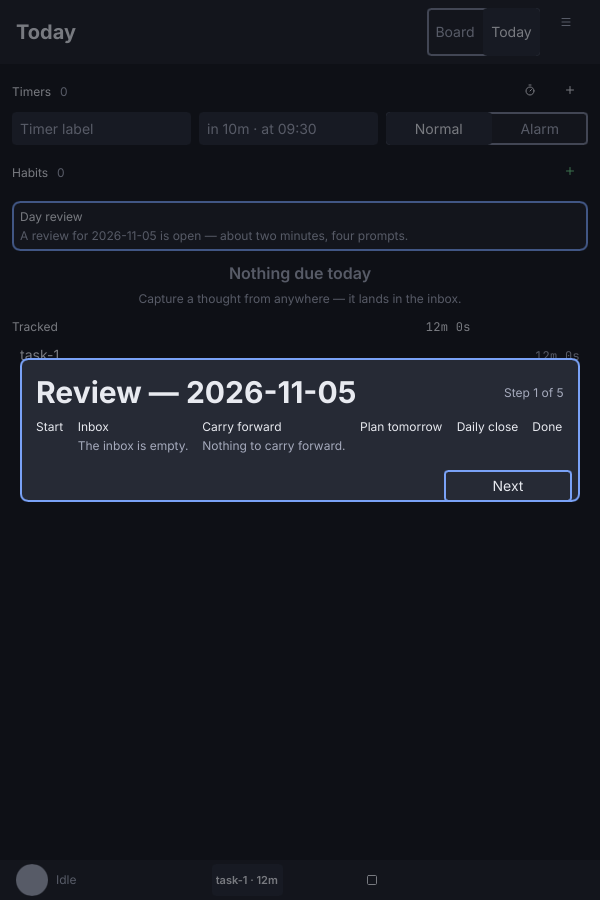 Today
Board
Today
Timers 0
Timer label
in 10m · at 09:30
Normal
Alarm
Habits 0
Day review
A review for 2026-11-05 is open — about two minutes, four prompts.
Nothing due today
Capture a thought from anywhere — it lands in the inbox.
Tracked 12m 0s
task-1 12m 0s
Review — 2026-11-05
Step 1 of 5
Start
Inbox
Carry forward
Plan tomorrow
Daily close
Done
The inbox is empty.
Nothing to carry forward.
Next
Idle
task-1 · 12m